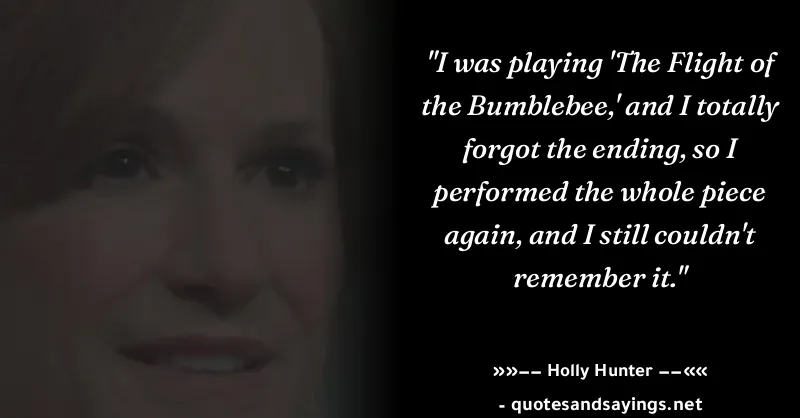 "I was playing 'The Flight of
the Bumblebee,' and I totally
forgot the ending, so I
performed the whole piece
again, and I still couldn't
remember it."
»»−− Holly Hunter −−««
- quotesandsayings.net